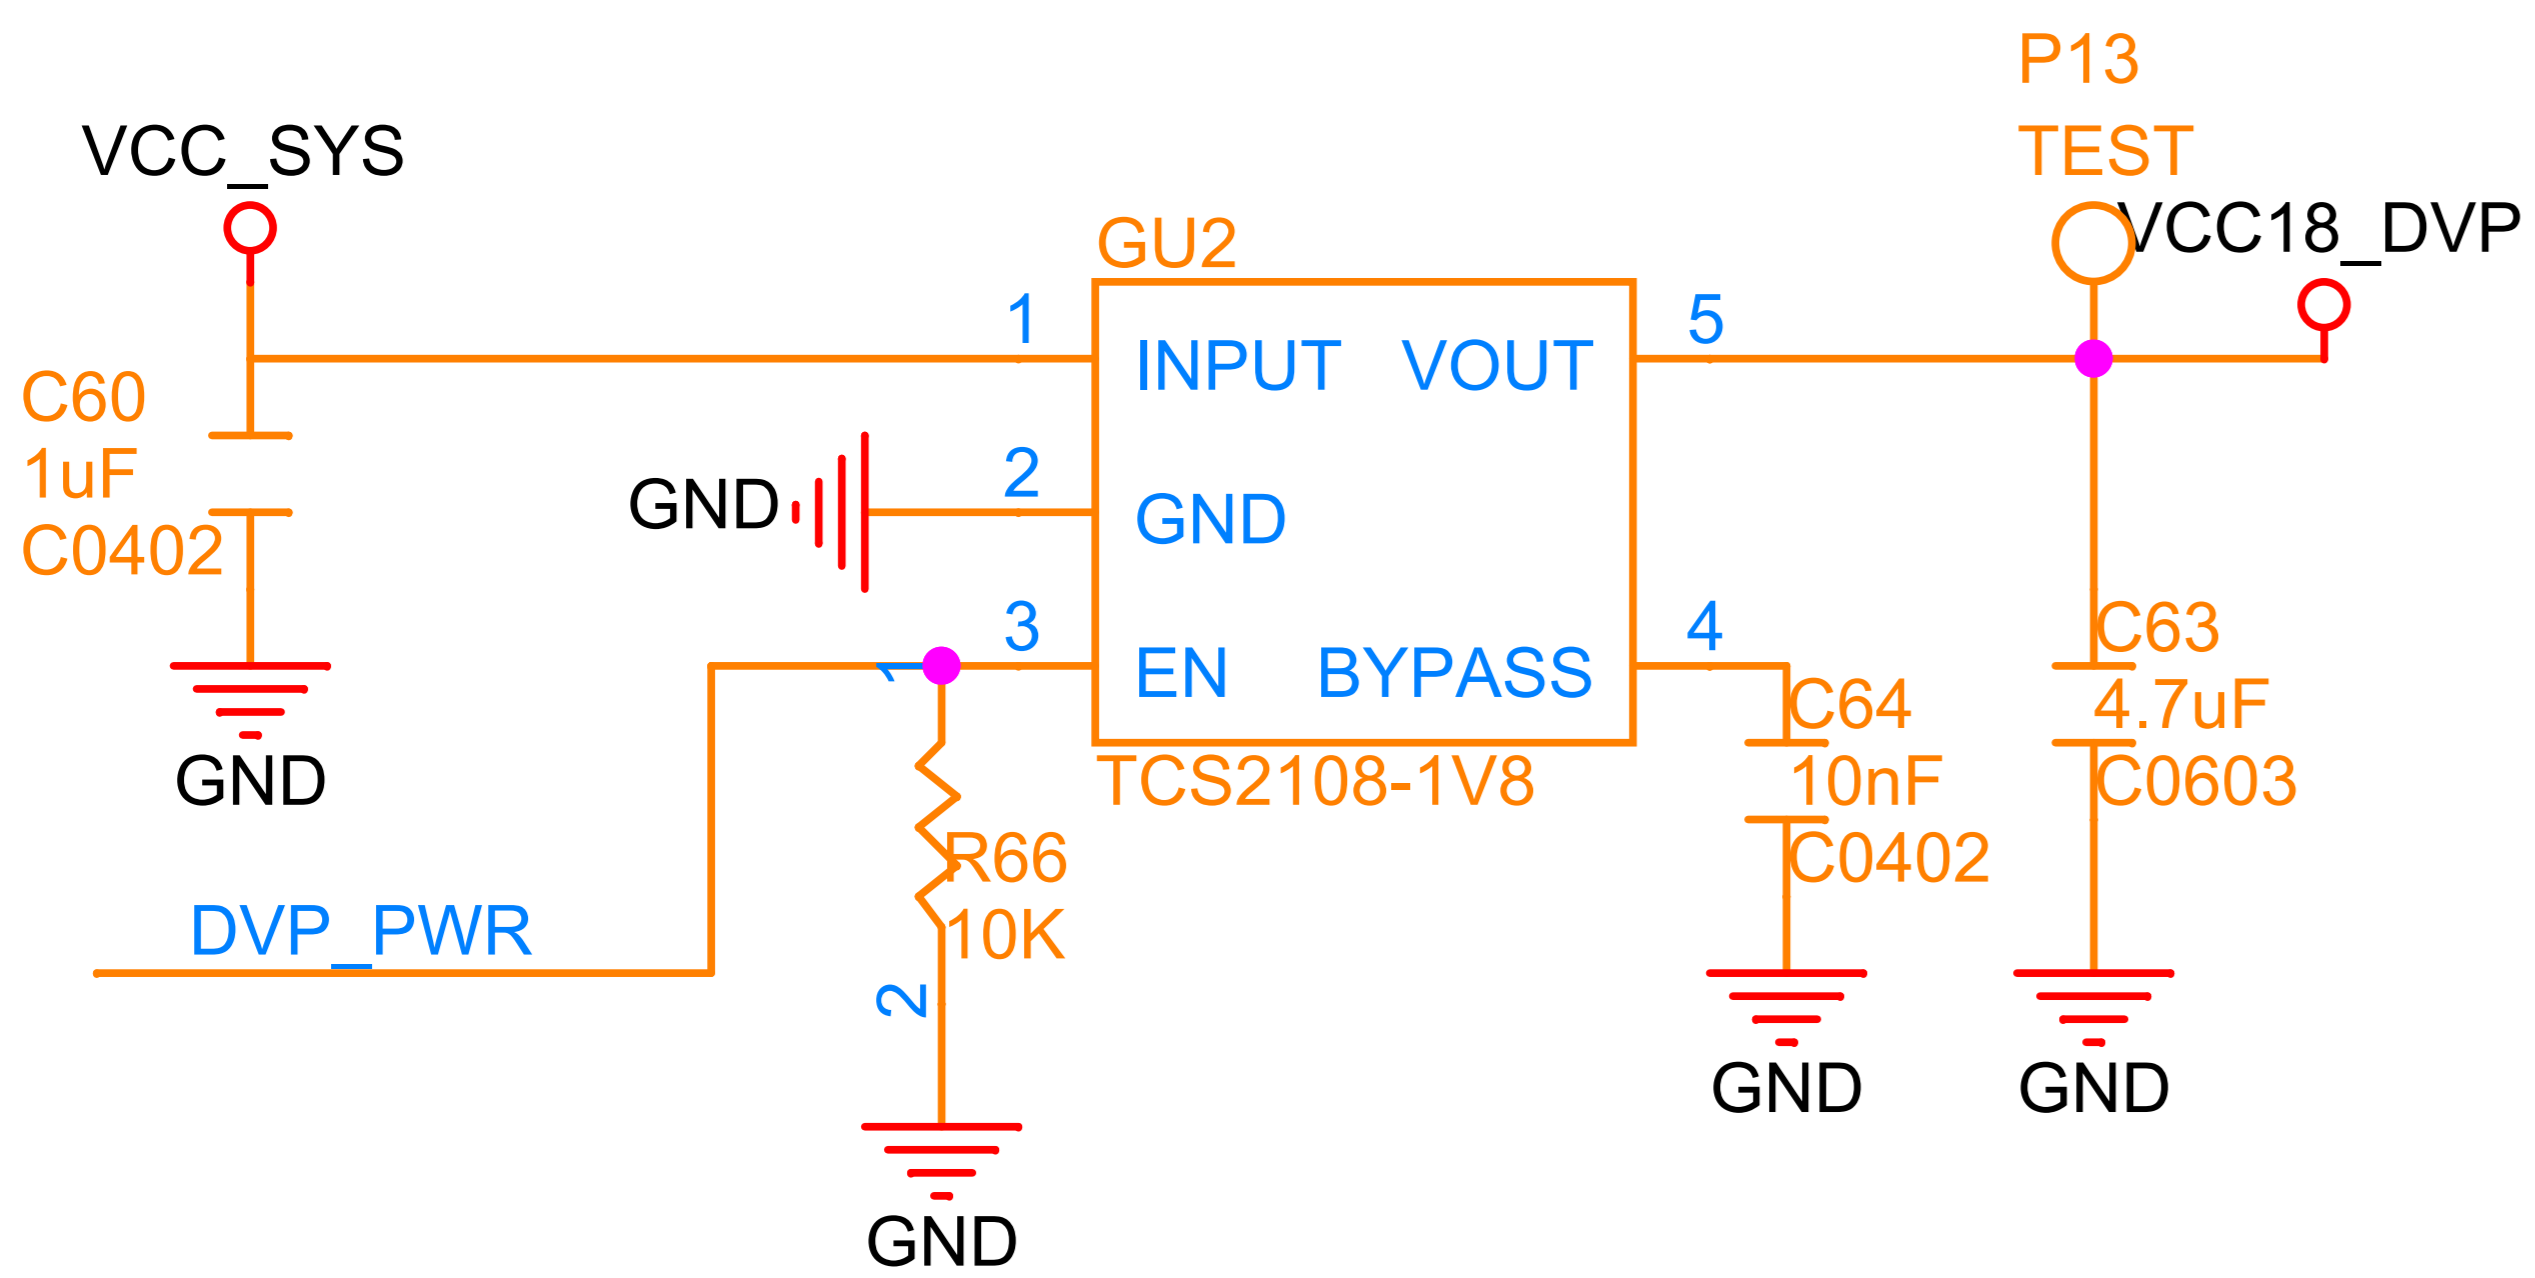 P13
TEST
VCC_SYS
VCC18_DVP
GU2
1
5
INPUT
VOUT
C60
1uF
C0402
2
GND
GND
3
4
1
EN
BYPASS
C63
4.7uF
C0603
C64
10nF
C0402
GND
TCS2108-1V8
R66
10K
DVP_PWR
2
GND
GND
GND